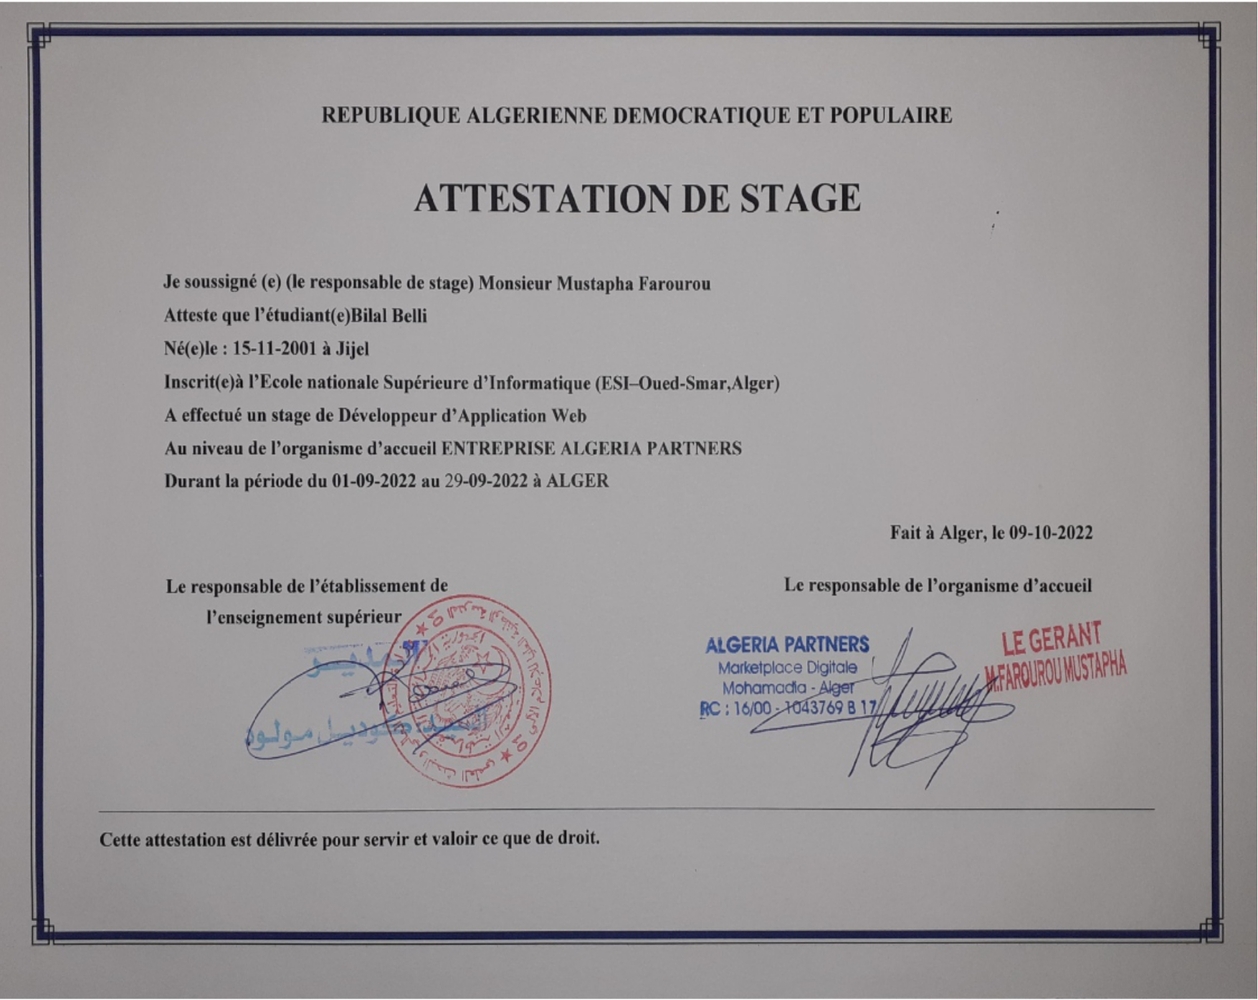 REPUBLIQUE ALGERIENNE DEMOCRATIQUE ET POPULAIRE
ATTESTATION DE STAGE
Je soussigné (e) (le responsable de stage) Monsieur Mustapha Farourou
Atteste que l'étudiant(e)Bilal Belli
Né(e)le : 15-11-2001 à Jijel
Inscrit(e)à l'Ecole nationale Supérieure d'Informatique (ESI–Oued-Smar,Alger)
A effectué un stage de Développeur d'Application Web
Au niveau de l'organisme d'accueil ENTREPRISE ALGERIA PARTNERS
Durant la période du 01-09-2022 au 29-09-2022 à ALGER
Fait à Alger, le 09-10-2022
Le responsable de l'établissement de
l'enseignement supérieur
المديـر
كوديـل مولـود
Le responsable de l'organisme d'accueil
ALGERIA PARTNERS
Marketplace Digitale
Mohamadia - Alger
RC : 16/00 - 1043769 B 17
LE GERANT
M.FAROUROU MUSTAPHA
Cette attestation est délivrée pour servir et valoir ce que de droit.